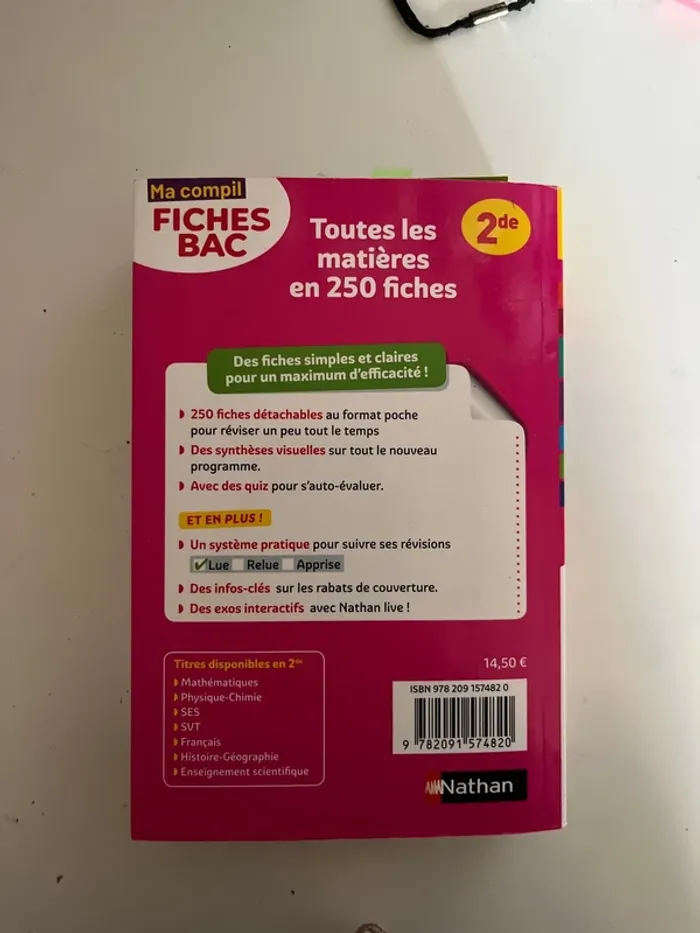 Ma compil
FICHES
BAC
Toutes les
matières
en 250 fiches
2de
Des fiches simples et claires
pour un maximum d'efficacité !
250 fiches détachables au format poche
pour réviser un peu tout le temps
Des synthèses visuelles sur tout le nouveau
programme.
Avec des quiz pour s'auto-évaluer.
ET EN PLUS !
Un système pratique pour suivre ses révisions
Lue Relue Apprise
Des infos-clés sur les rabats de couverture.
Des exos interactifs avec Nathan live !
Titres disponibles en 2de
Mathématiques
Physique-Chimie
SES
SVT
Français
Histoire-Géographie
Enseignement scientifique
14,50 €
ISBN 978 209 157482 0
9 782091 574820
Nathan